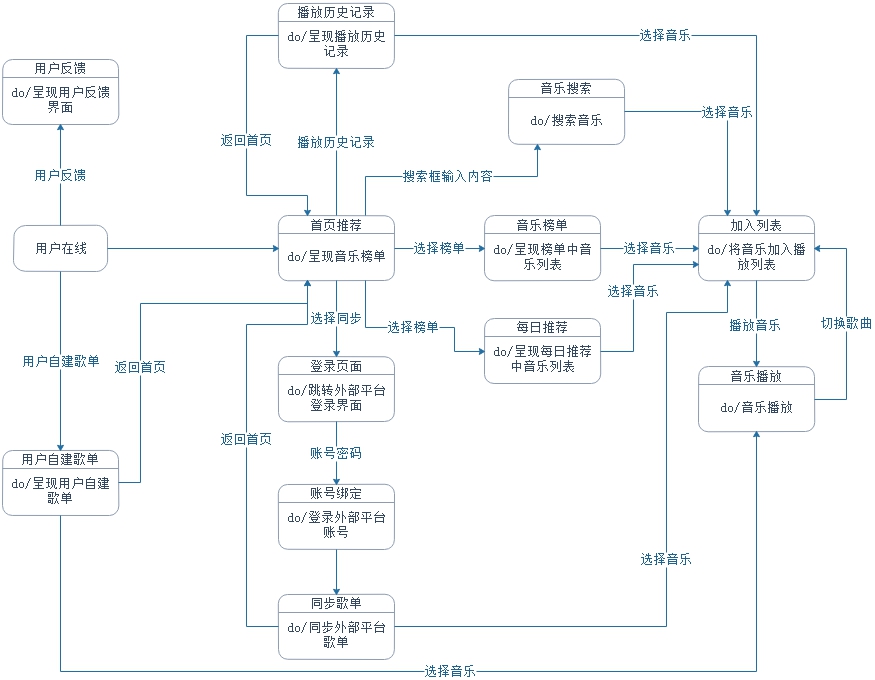 播放历史记录
do/呈现播放历史
记录
选择音乐
用户反馈
do/呈现用户反馈
界面
音乐搜索
do/搜索音乐
选择音乐
返回首页
播放历史记录
用户反馈
搜索框输入内容
首页推荐
do/呈现音乐榜单
音乐榜单
do/呈现榜单中音
乐列表
加入列表
do/将音乐加入播
放列表
用户在线
选择榜单
选择音乐
选择音乐
选择同步
选择榜单
每日推荐
do/呈现每日推荐
中音乐列表
播放音乐
切换歌曲
用户自建歌单
返回首页
登录页面
do/跳转外部平台
登录界面
音乐播放
do/音乐播放
返回首页
账号密码
用户自建歌单
do/呈现用户自建
歌单
账号绑定
do/登录外部平台
账号
选择音乐
同步歌单
do/同步外部平台
歌单
选择音乐